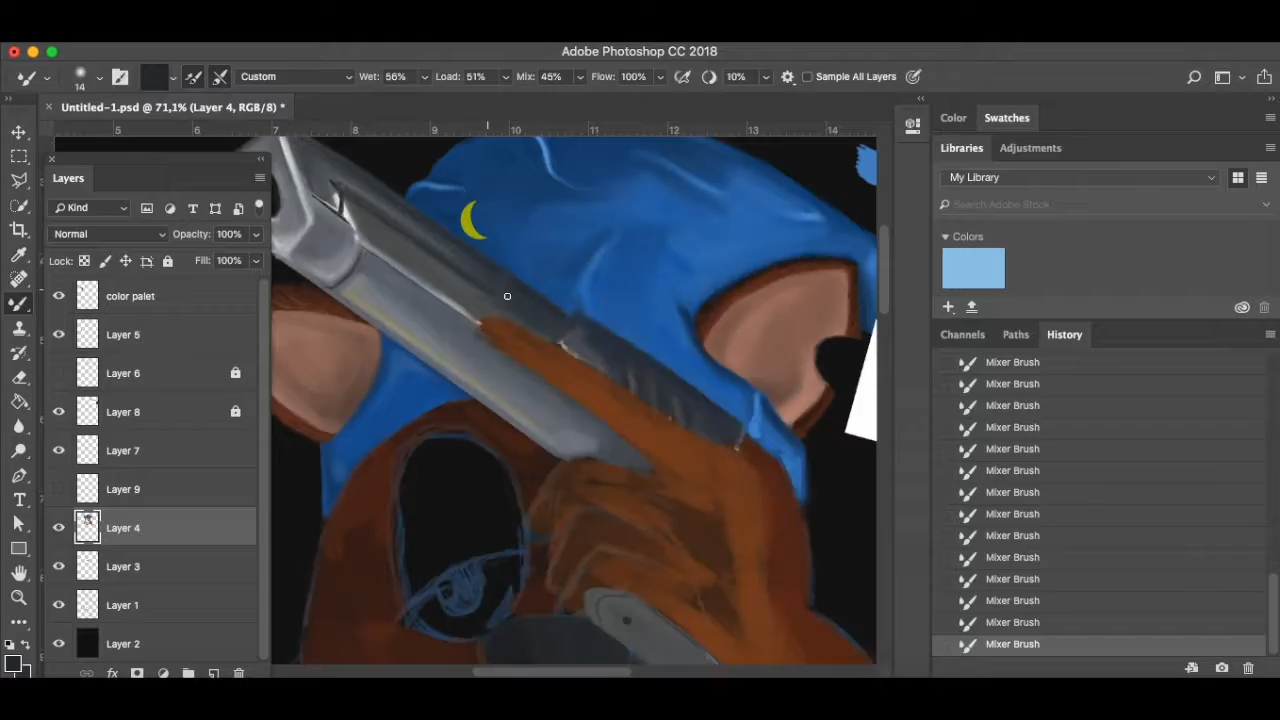 Adobe Photoshop CC 2018
14
Custom
Wet: 56%
Load: 51%
Mix: 45%
Flow: 100%
10%
Sample All Layers
Untitled-1.psd @ 71,1% (Layer 4, RGB/8) *
5 6 7 8 9 10 11 12 13 14
Layers
Kind
Normal
Opacity: 100%
Lock:
Fill: 100%
color palet
Layer 5
Layer 6
Layer 8
Layer 7
Layer 9
Layer 4
Layer 3
Layer 1
Layer 2
fx
Color
Swatches
Libraries
Adjustments
My Library
Search Adobe Stock
Colors
Channels
Paths
History
Mixer Brush
Mixer Brush
Mixer Brush
Mixer Brush
Mixer Brush
Mixer Brush
Mixer Brush
Mixer Brush
Mixer Brush
Mixer Brush
Mixer Brush
Mixer Brush
Mixer Brush
Mixer Brush